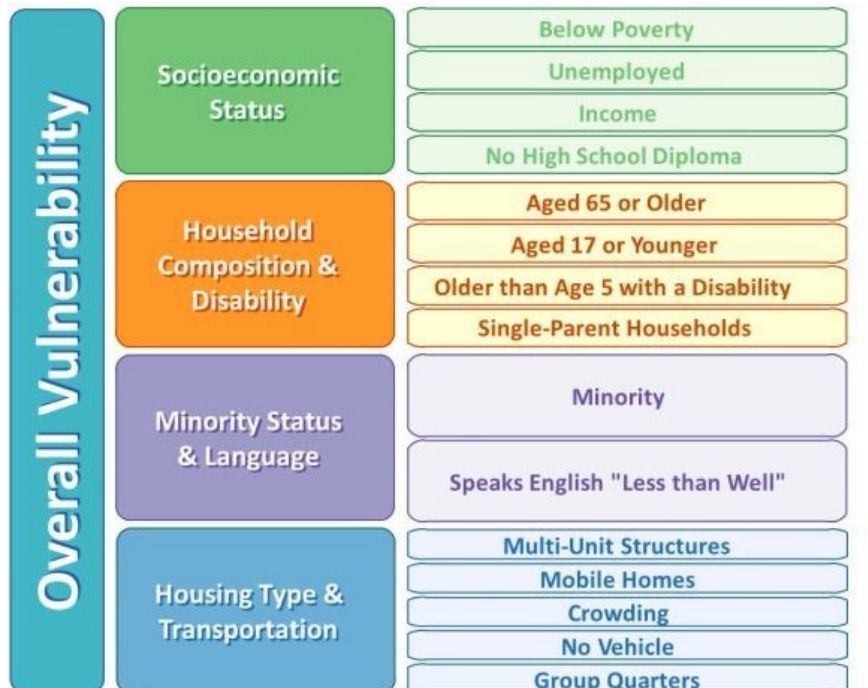 Overall Vulnerability
Socioeconomic
Status
Below Poverty
Unemployed
Income
No High School Diploma
Household
Composition &
Disability
Aged 65 or Older
Aged 17 or Younger
Older than Age 5 with a Disability
Single-Parent Households
Minority Status
& Language
Minority
Speaks English "Less than Well"
Housing Type &
Transportation
Multi-Unit Structures
Mobile Homes
Crowding
No Vehicle
Group Quarters